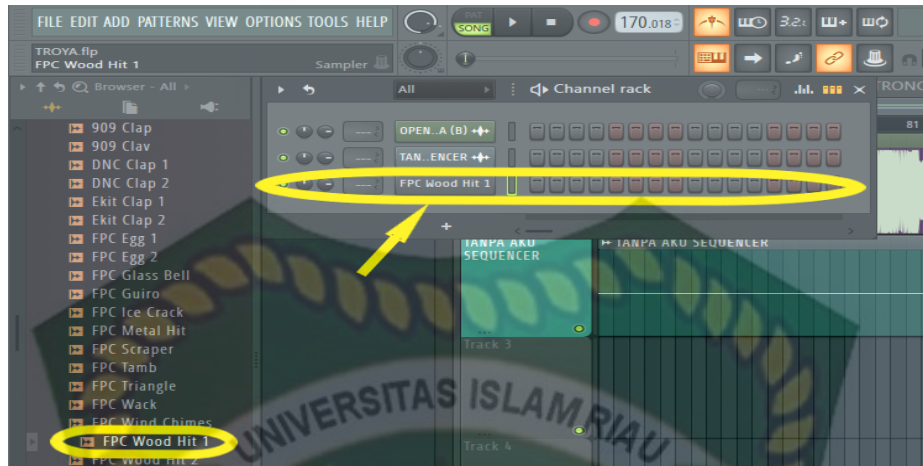 FILE EDIT ADD PATTERNS VIEW OPTIONS TOOLS HELP
PAT
SONG
170.018
3.2.
TROYA.flp
FPC Wood Hit 1
Sampler
Browser - All
All
Channel rack
81
OPEN..A (B)
TAN..ENCER
FPC Wood Hit 1
+
909 Clap
909 Clav
DNC Clap 1
DNC Clap 2
Ekit Clap 1
Ekit Clap 2
FPC Egg 1
FPC Egg 2
FPC Glass Bell
FPC Guiro
FPC Ice Crack
FPC Metal Hit
FPC Scraper
FPC Tamb
FPC Triangle
FPC Wack
FPC Wind Chimes
FPC Wood Hit 1
FPC Wood Hit 2
TANPA AKU
SEQUENCER
TANPA AKU SEQUENCER
Track 3
Track 4
UNIVERSITAS ISLAM RIAU